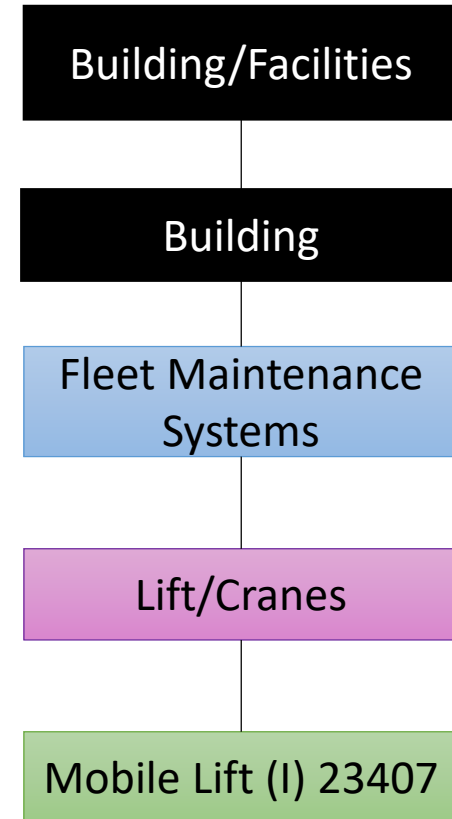 Building/Facilities
Building
Fleet Maintenance
Systems
Lift/Cranes
Mobile Lift (I) 23407